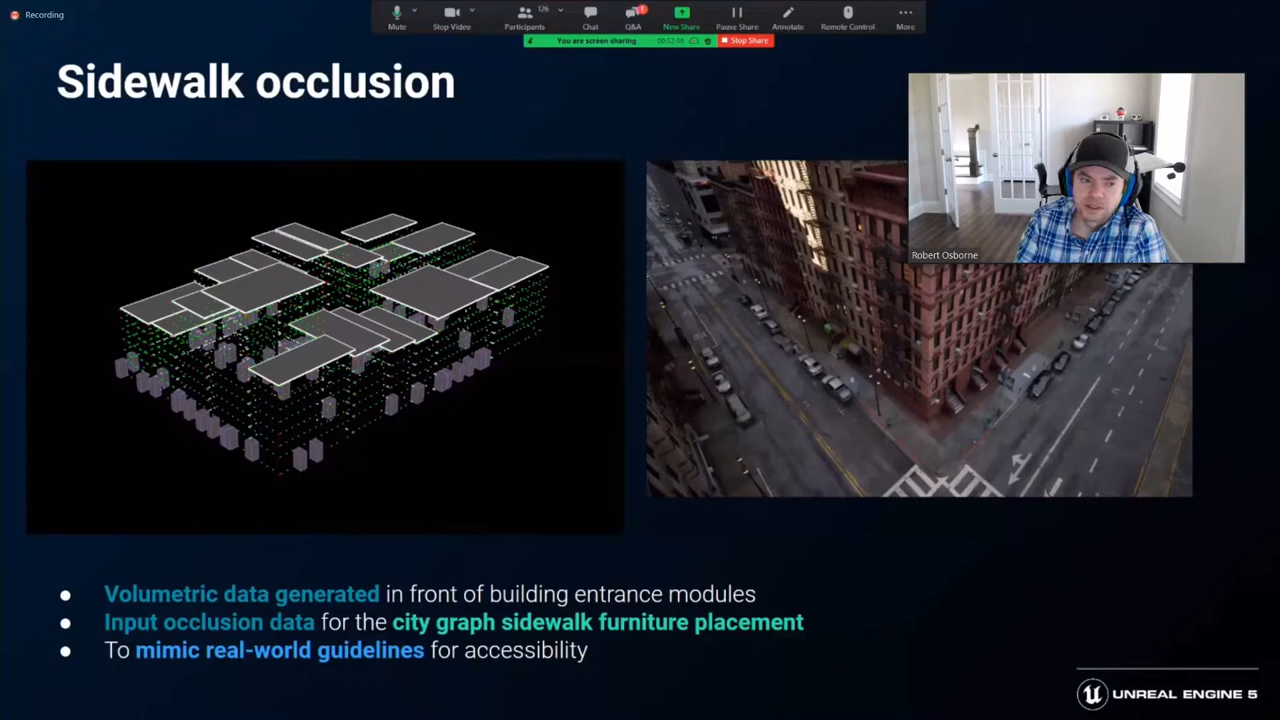 Recording
Mute
Stop Video
Participants
126
Chat
Q&A
New Share
Pause Share
Annotate
Remote Control
More
You are screen sharing
Stop Share
Sidewalk occlusion
Robert Osborne
● Volumetric data generated in front of building entrance modules
● Input occlusion data for the city graph sidewalk furniture placement
● To mimic real-world guidelines for accessibility
UNREAL ENGINE 5